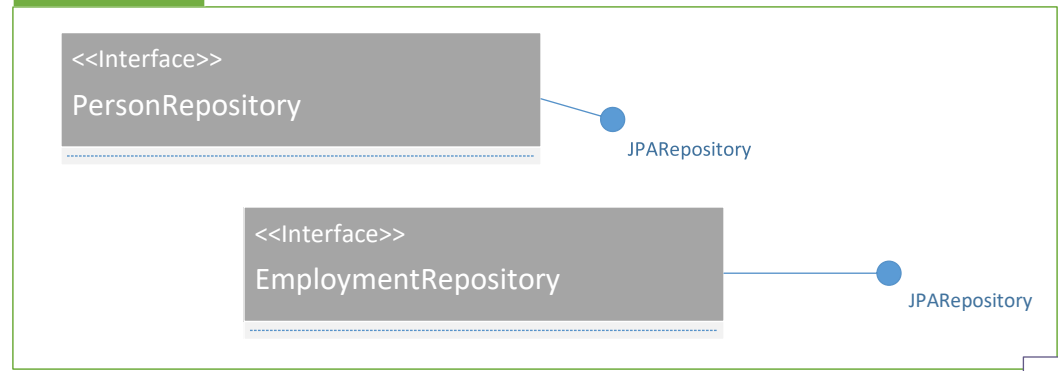 <<Interface>>
PersonRepository
JPARepository
<<Interface>>
EmploymentRepository
JPARepository